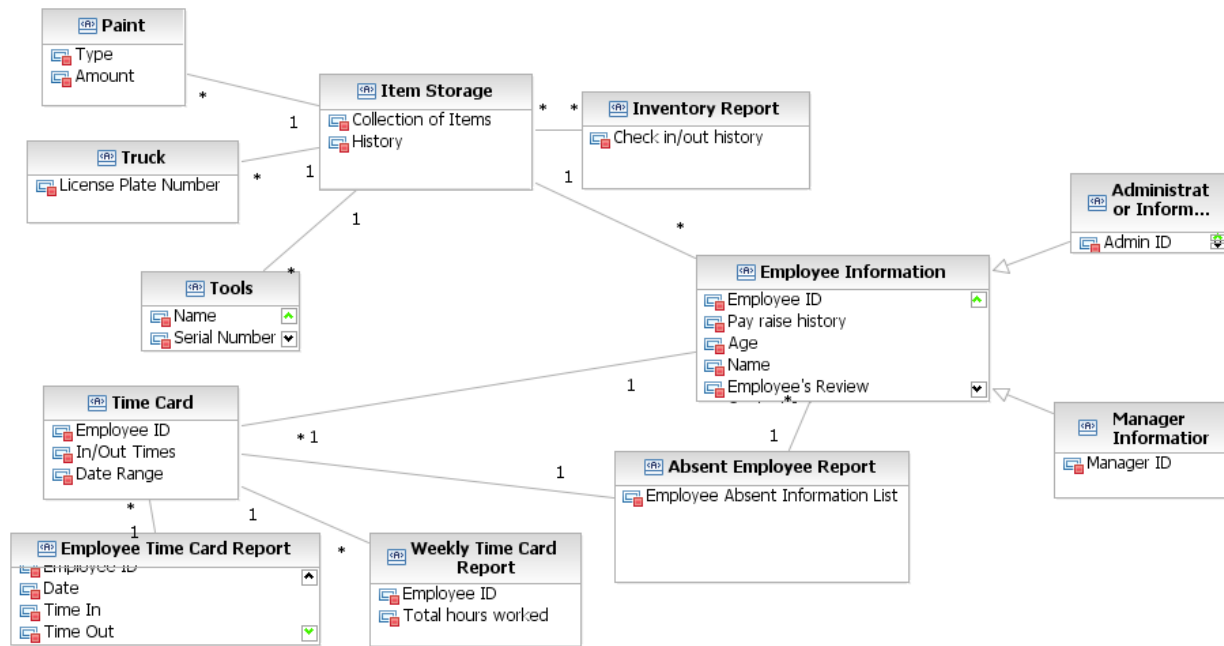 Paint
Type
Amount
*
1
Item Storage
Collection of Items
History
*
*
Inventory Report
Check in/out history
Truck
License Plate Number
*
1
1
*
Tools
Name
Serial Number
1
*
Administrat
or Inform...
Admin ID
Employee Information
Employee ID
Pay raise history
Age
Name
Employee's Review
Time Card
Employee ID
In/Out Times
Date Range
1
*
1
*
1
1
Manager
Information
Manager ID
Absent Employee Report
Employee Absent Information List
*
1
1
*
Employee Time Card Report
Employee ID
Date
Time In
Time Out
Weekly Time Card
Report
Employee ID
Total hours worked